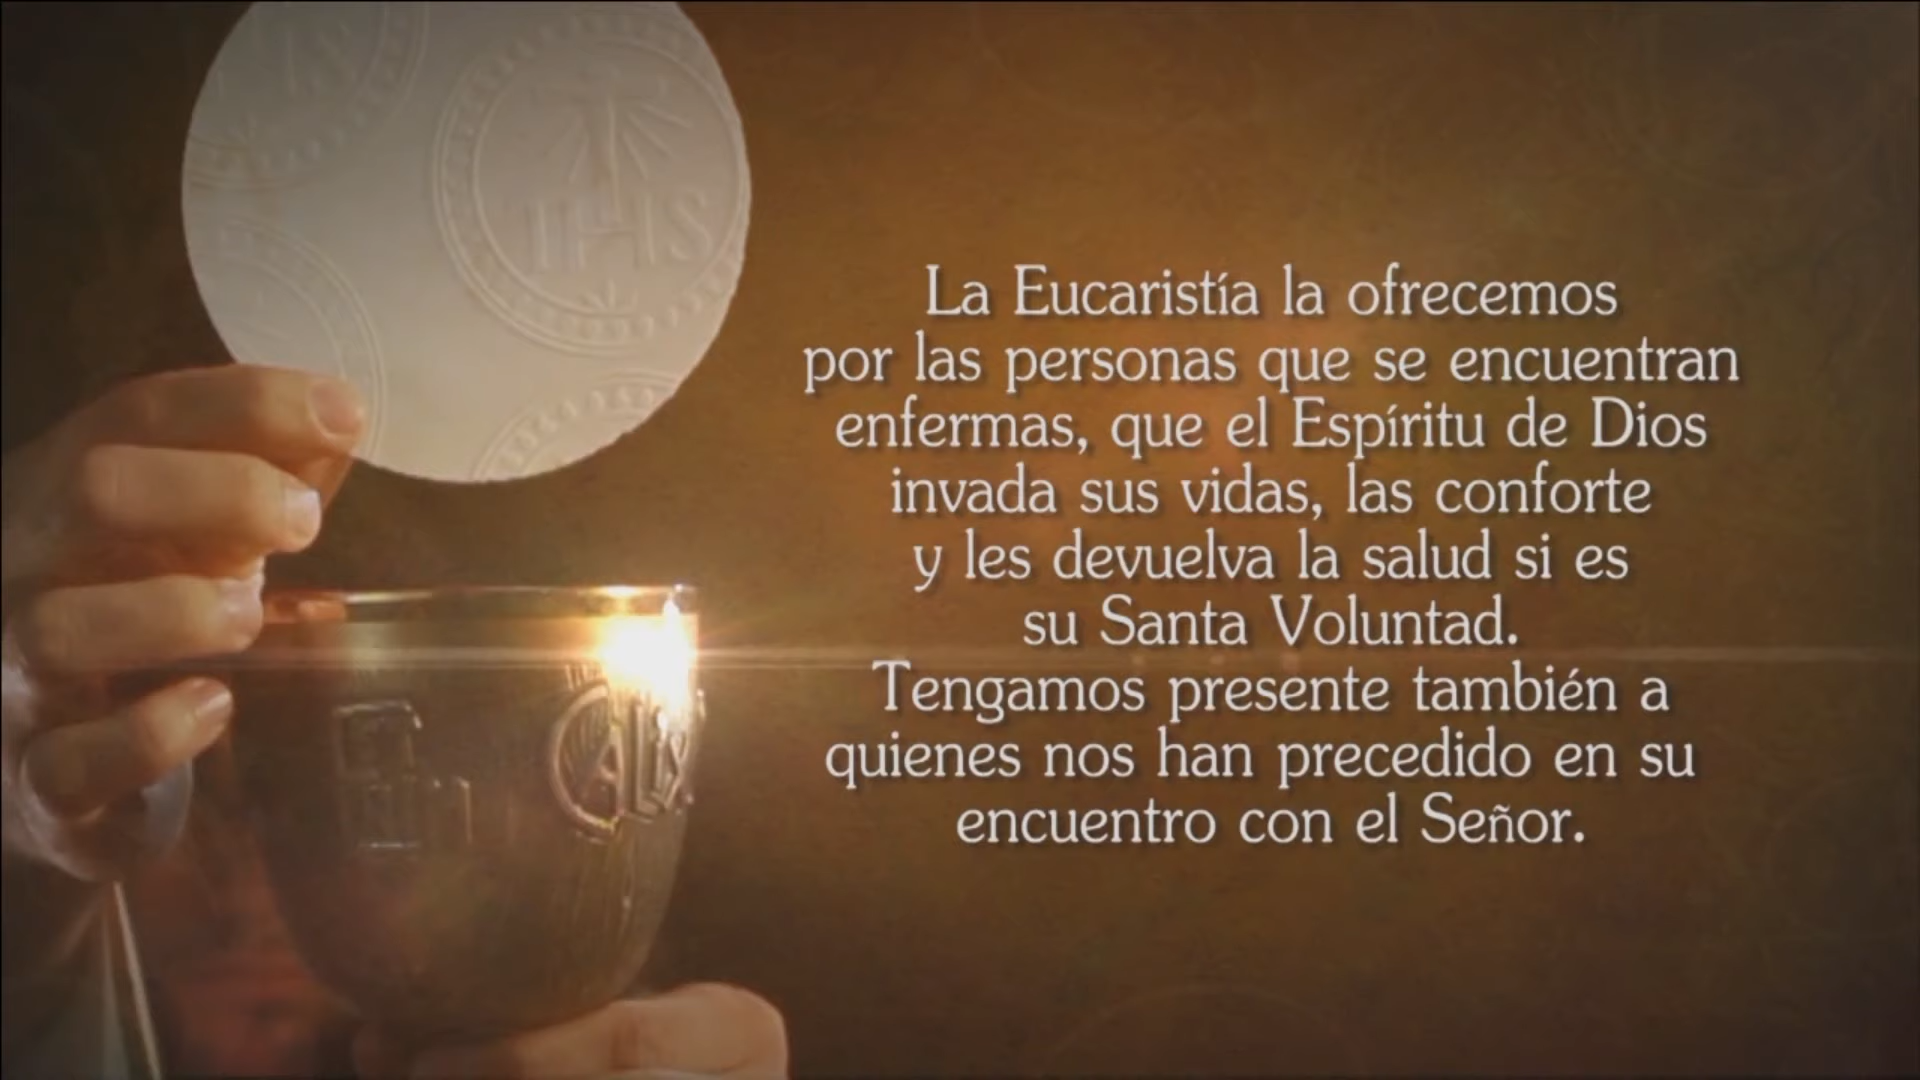 IHS
La Eucaristía la ofrecemos
por las personas que se encuentran
enfermas, que el Espíritu de Dios
invada sus vidas, las conforte
y les devuelva la salud si es
su Santa Voluntad.
Tengamos presente también a
quienes nos han precedido en su
encuentro con el Señor.